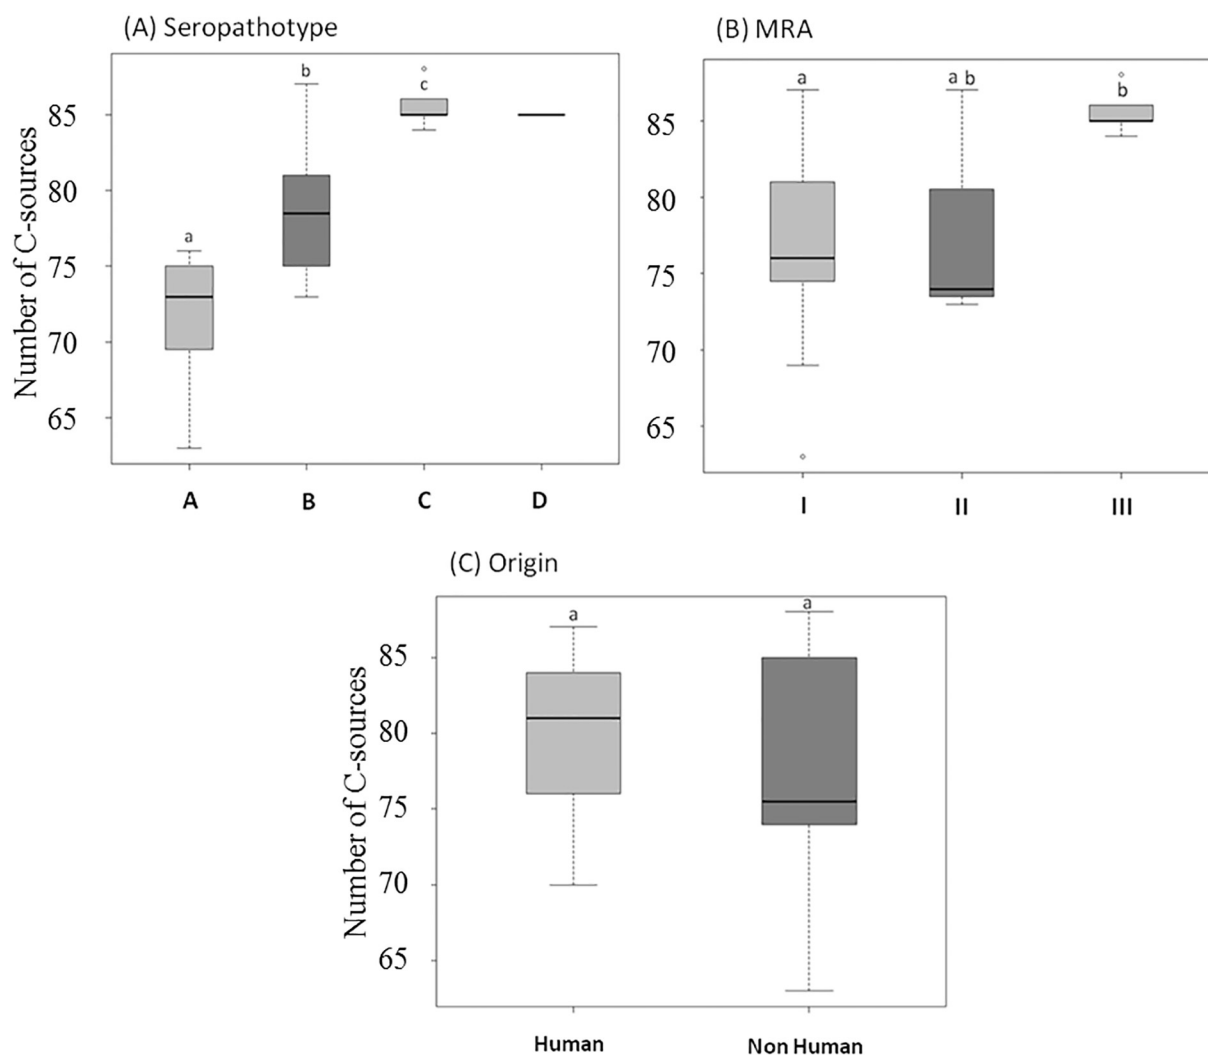 (A) Seropathotype
Number of C-sources
85
80
75
70
65
a
b
c
A
B
C
D
(B) MRA
85
80
75
70
65
a
a b
b
I
II
III
(C) Origin
Number of C-sources
85
80
75
70
65
a
a
Human
Non Human